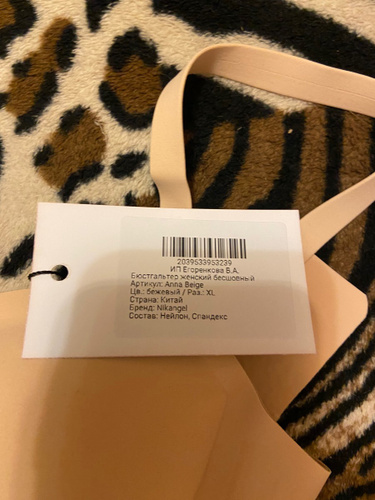 2039533953239
ИП Егоренкова В.А.
Бюстгальтер женский бесшовный
Артикул: Anna Beige
Цв.: бежевый / Раз.: XL
Страна: Китай
Бренд: Nikangel
Состав: Нейлон, Спандекс